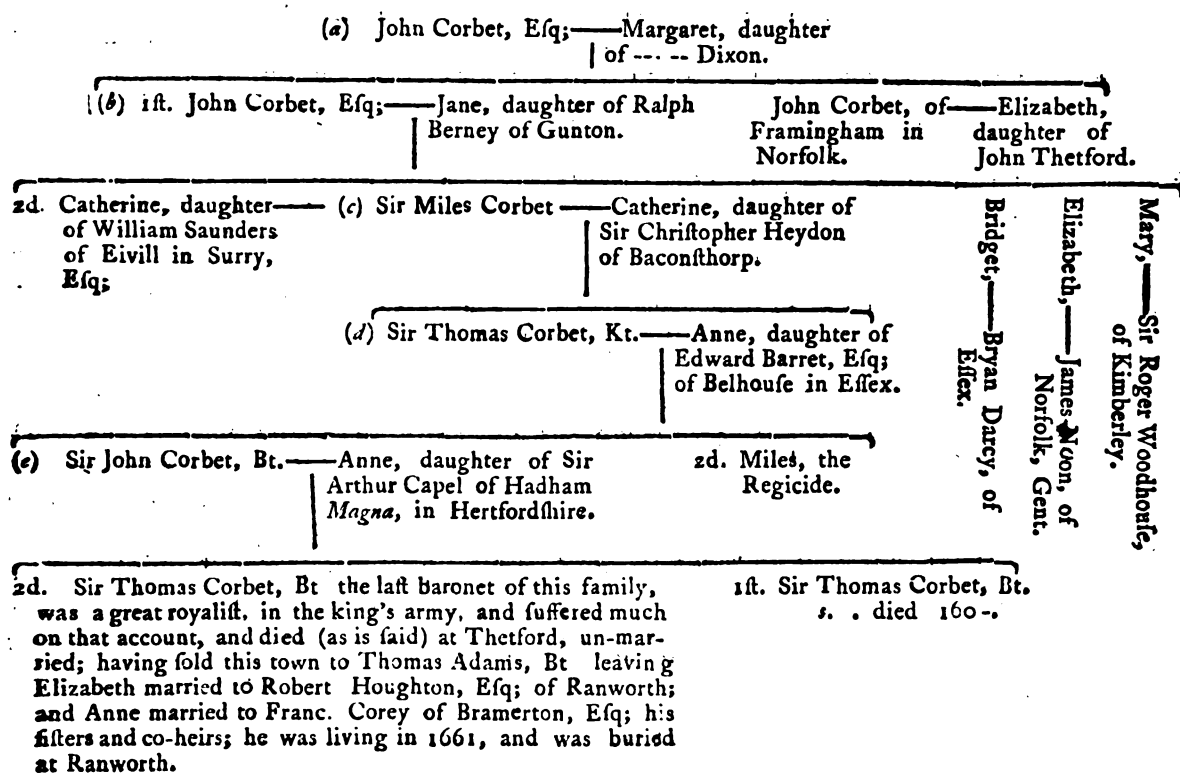 (a) John Corbet, Eſq;——Margaret, daughter
of --- -- Dixon.
(b) 1ſt. John Corbet, Eſq;——Jane, daughter of Ralph
Berney of Gunton.
John Corbet, of——Elizabeth,
Framingham in daughter of
Norfolk. John Thetford.
2d. Catherine, daughter—— (c) Sir Miles Corbet ——Catherine, daughter of
of William Saunders Sir Chriſtopher Heydon
of Eivill in Surry, of Baconſthorp.
Eſq;
Bridget,——Bryan Darcy, of
Eſſex.
Elizabeth,——James Noon, of
Norfolk, Gent.
Mary,——Sir Roger Woodhouſe,
of Kimberley.
(d) Sir Thomas Corbet, Kt.——Anne, daughter of
Edward Barret, Eſq;
of Belhouſe in Eſſex.
(e) Sir John Corbet, Bt.——Anne, daughter of Sir
Arthur Capel of Hadham
Magna, in Hertfordſhire.
2d. Miles, the
Regicide.
2d. Sir Thomas Corbet, Bt the laſt baronet of this family,
was a great royaliſt, in the king's army, and ſuffered much
on that account, and died (as is ſaid) at Thetford, un-mar-
ried; having ſold this town to Thomas Adams, Bt leaving
Elizabeth married to Robert Houghton, Eſq; of Ranworth;
and Anne married to Franc. Corey of Bramerton, Eſq; his
ſiſters and co-heirs; he was living in 1661, and was buried
at Ranworth.
1ſt. Sir Thomas Corbet, Bt.
s. . died 160-.